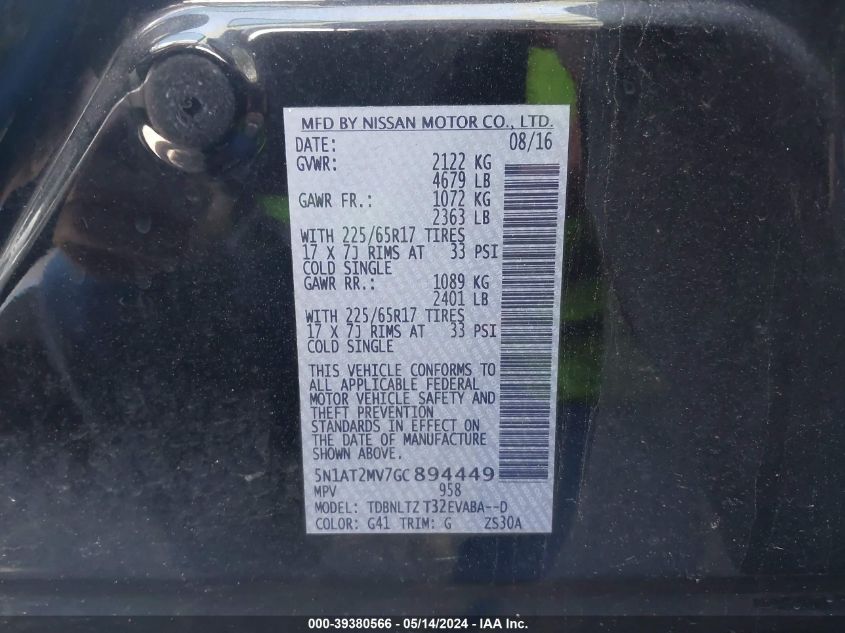 MFD BY NISSAN MOTOR CO., LTD.
DATE: 08/16
GVWR: 2122 KG
4679 LB
GAWR FR.: 1072 KG
2363 LB
WITH 225/65R17 TIRES
17 X 7J RIMS AT 33 PSI
COLD SINGLE
GAWR RR.: 1089 KG
2401 LB
WITH 225/65R17 TIRES
17 X 7J RIMS AT 33 PSI
COLD SINGLE
THIS VEHICLE CONFORMS TO
ALL APPLICABLE FEDERAL
MOTOR VEHICLE SAFETY AND
THEFT PREVENTION
STANDARDS IN EFFECT ON
THE DATE OF MANUFACTURE
SHOWN ABOVE.
5N1AT2MV7GC894449
MPV 958
MODEL: TDBNLTZ T32EVABA--D
COLOR: G41 TRIM: G ZS30A
000-39380566 - 05/14/2024 - IAA Inc.